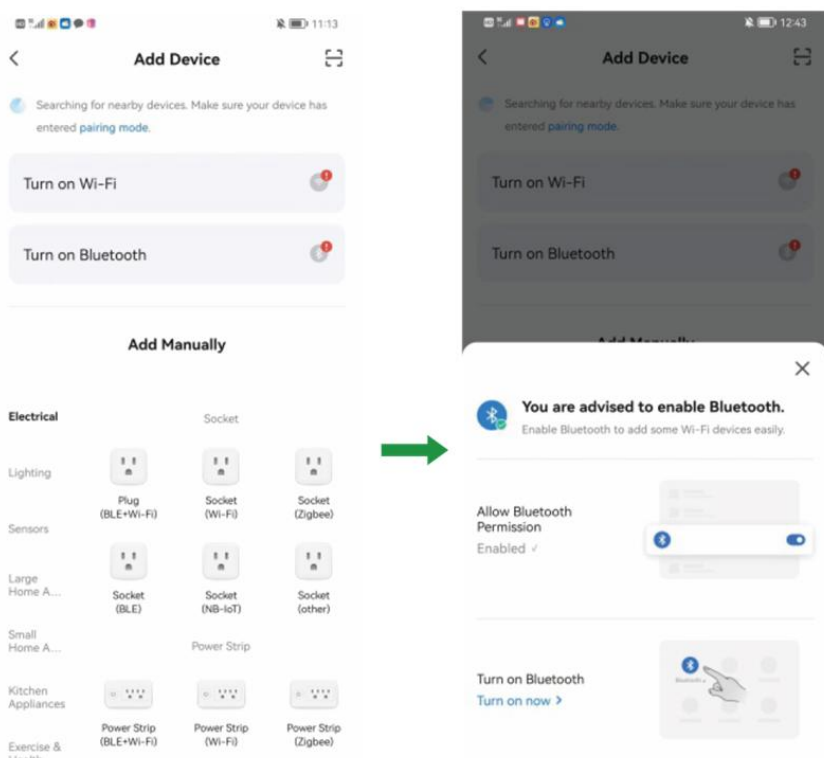 11:13
Add Device
Searching for nearby devices. Make sure your device has
entered pairing mode.
Turn on Wi-Fi
Turn on Bluetooth
Add Manually
Electrical
Lighting
Sensors
Large
Home A...
Small
Home A...
Kitchen
Appliances
Exercise &
Socket
Plug
(BLE+Wi-Fi)
Socket
(Wi-Fi)
Socket
(Zigbee)
Socket
(BLE)
Socket
(NB-IoT)
Socket
(other)
Power Strip
Power Strip
(BLE+Wi-Fi)
Power Strip
(Wi-Fi)
Power Strip
(Zigbee)
12:43
Add Device
Searching for nearby devices. Make sure your device has
entered pairing mode.
Turn on Wi-Fi
Turn on Bluetooth
Add Manually
You are advised to enable Bluetooth.
Enable Bluetooth to add some Wi-Fi devices easily.
Allow Bluetooth
Permission
Enabled ✓
Turn on Bluetooth
Turn on now >